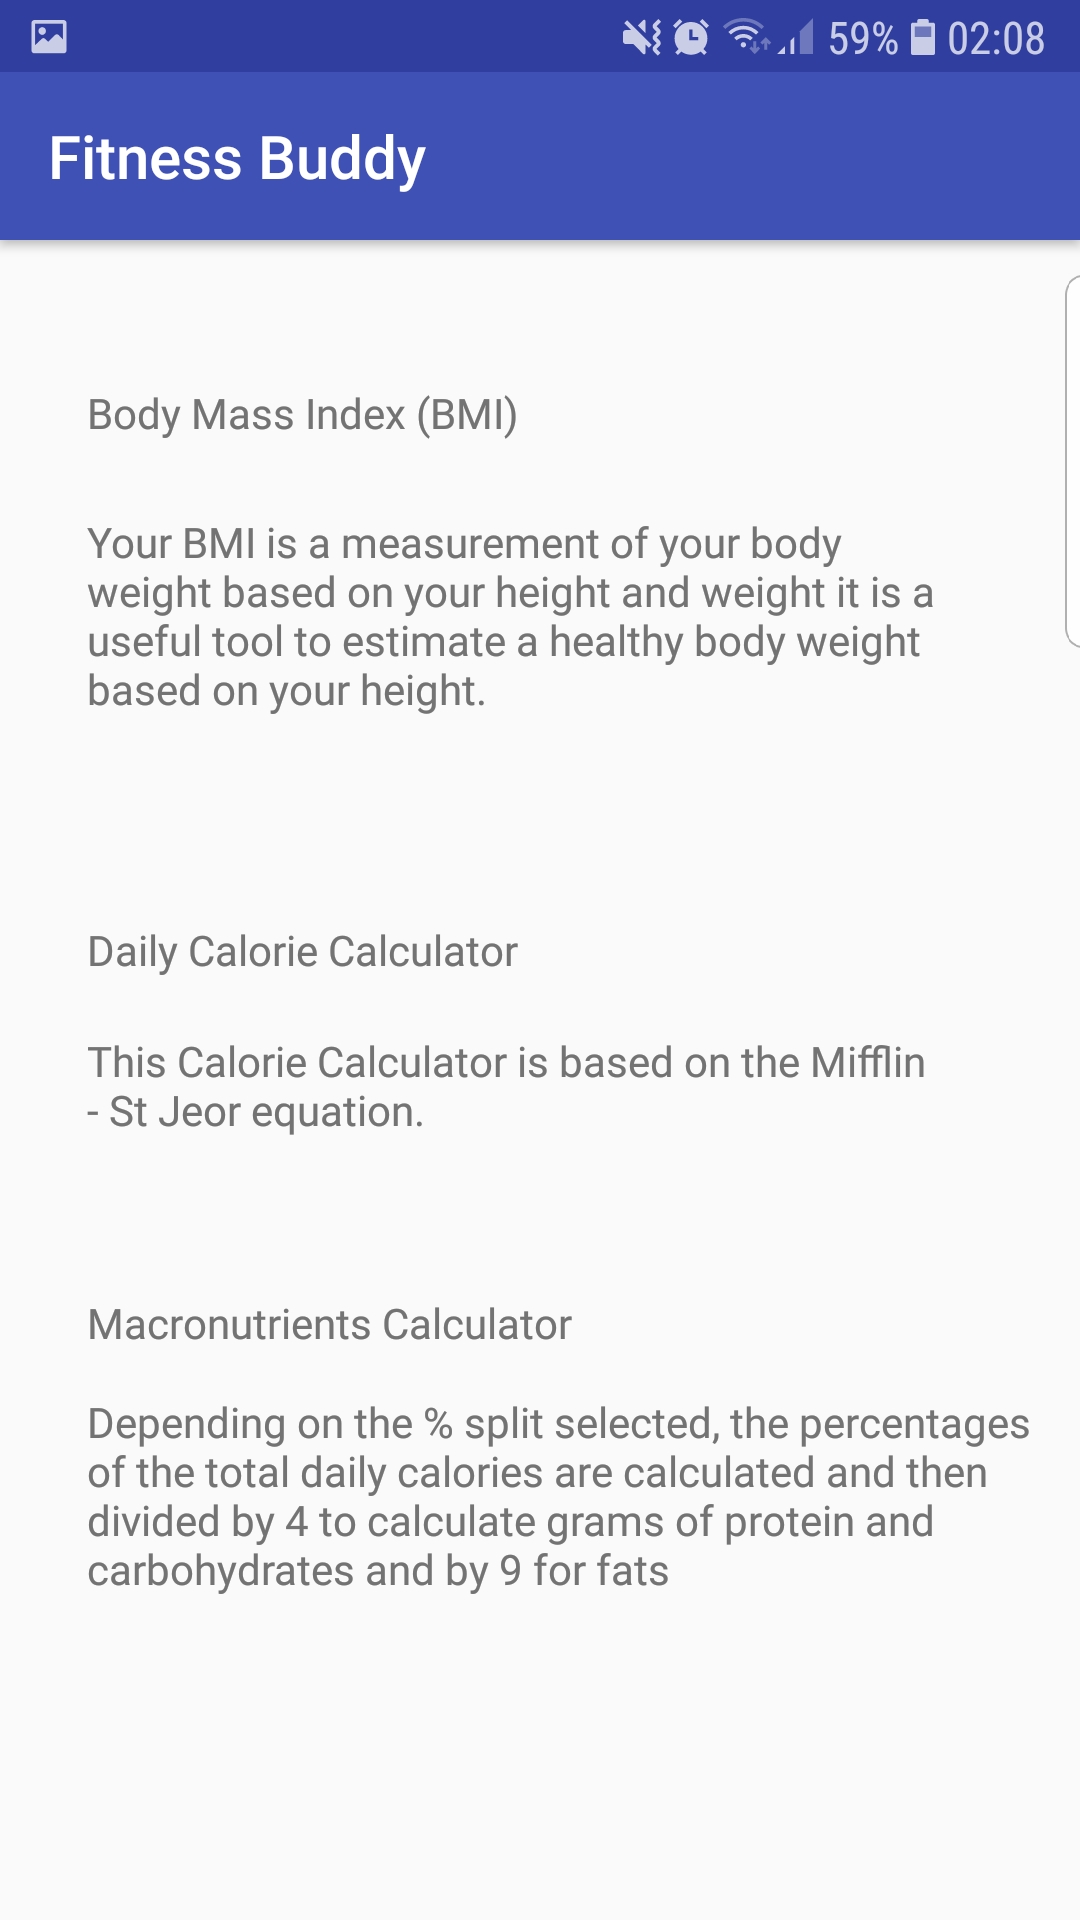 59% 02:08
Fitness Buddy
Body Mass Index (BMI)
Your BMI is a measurement of your body
weight based on your height and weight it is a
useful tool to estimate a healthy body weight
based on your height.
Daily Calorie Calculator
This Calorie Calculator is based on the Mifflin
- St Jeor equation.
Macronutrients Calculator
Depending on the % split selected, the percentages
of the total daily calories are calculated and then
divided by 4 to calculate grams of protein and
carbohydrates and by 9 for fats